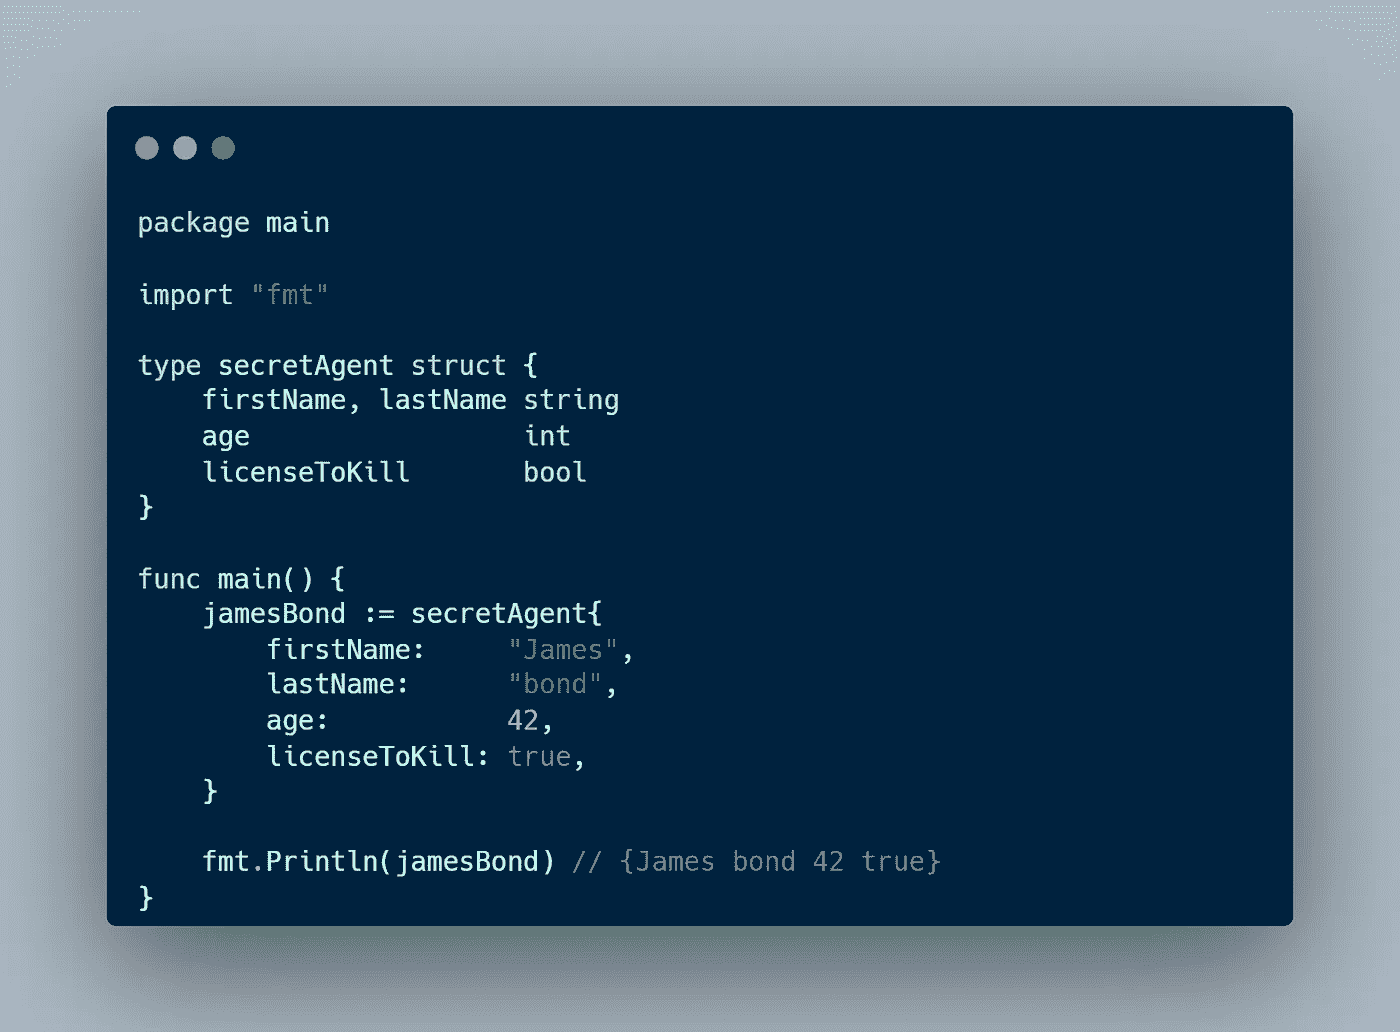 package main
import "fmt"
type secretAgent struct {
    firstName, lastName string
    age                 int
    licenseToKill       bool
}
func main() {
    jamesBond := secretAgent{
        firstName:     "James",
        lastName:      "bond",
        age:           42,
        licenseToKill: true,
    }
    fmt.Println(jamesBond) // {James bond 42 true}
}